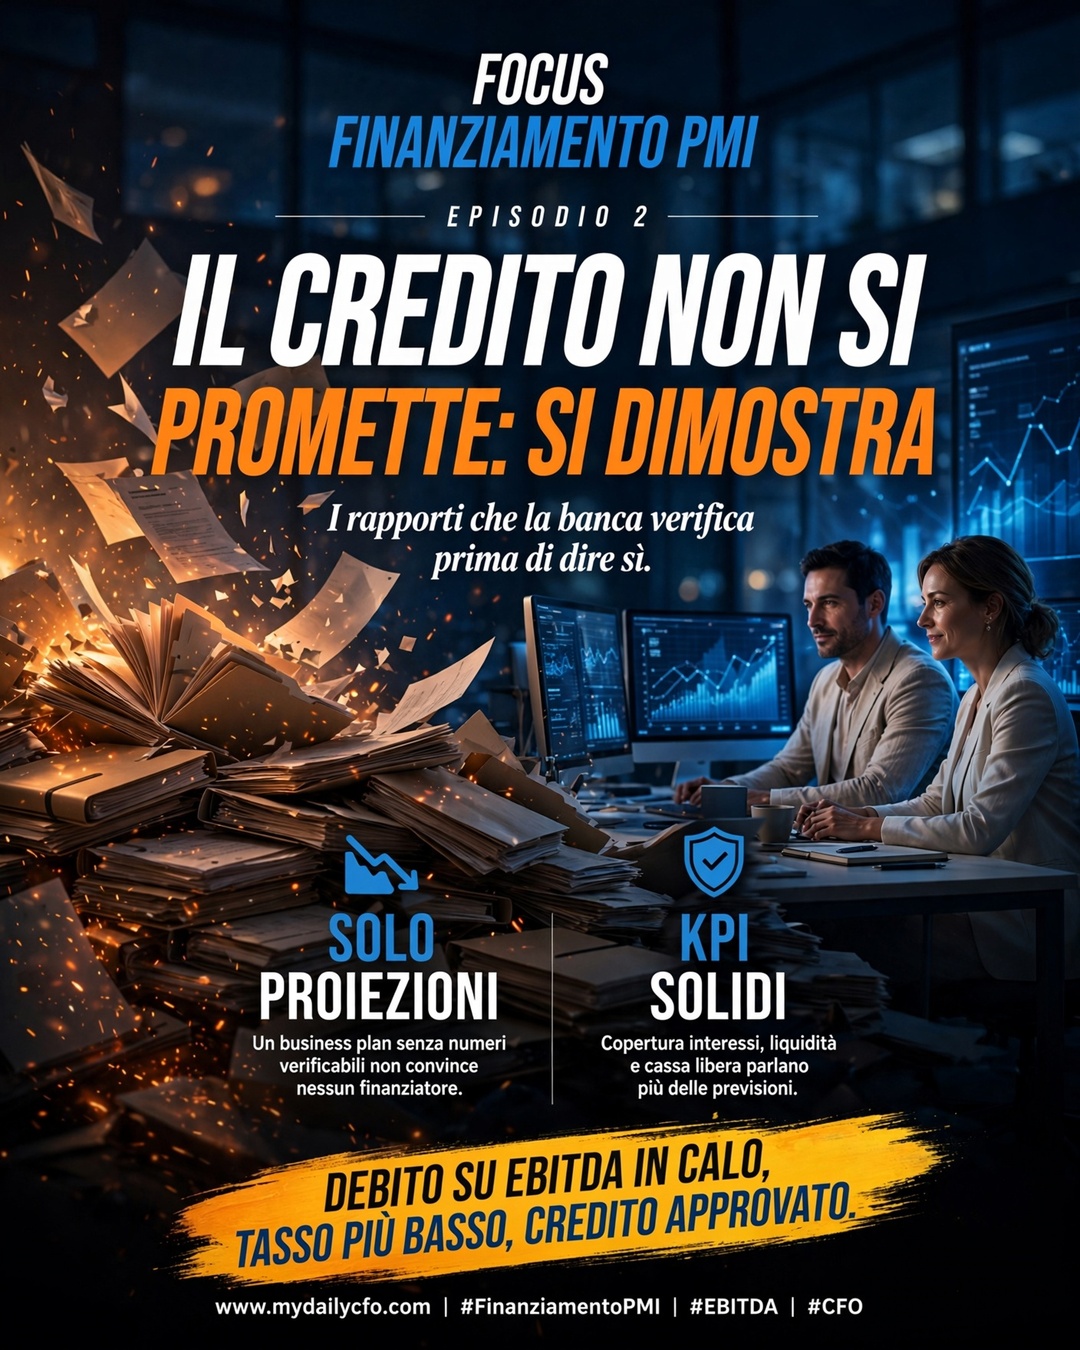 FOCUS
FINANZIAMENTO PMI
EPISODIO 2
IL CREDITO NON SI
PROMETTE: SI DIMOSTRA
I rapporti che la banca verifica
prima di dire sì.
SOLO
PROIEZIONI
Un business plan senza numeri
verificabili non convince
nessun finanziatore.
KPI
SOLIDI
Copertura interessi, liquidità
e cassa libera parlano
più delle previsioni.
DEBITO SU EBITDA IN CALO,
TASSO PIÙ BASSO, CREDITO APPROVATO.
www.mydailycfo.com | #FinanziamentoPMI | #EBITDA | #CFO